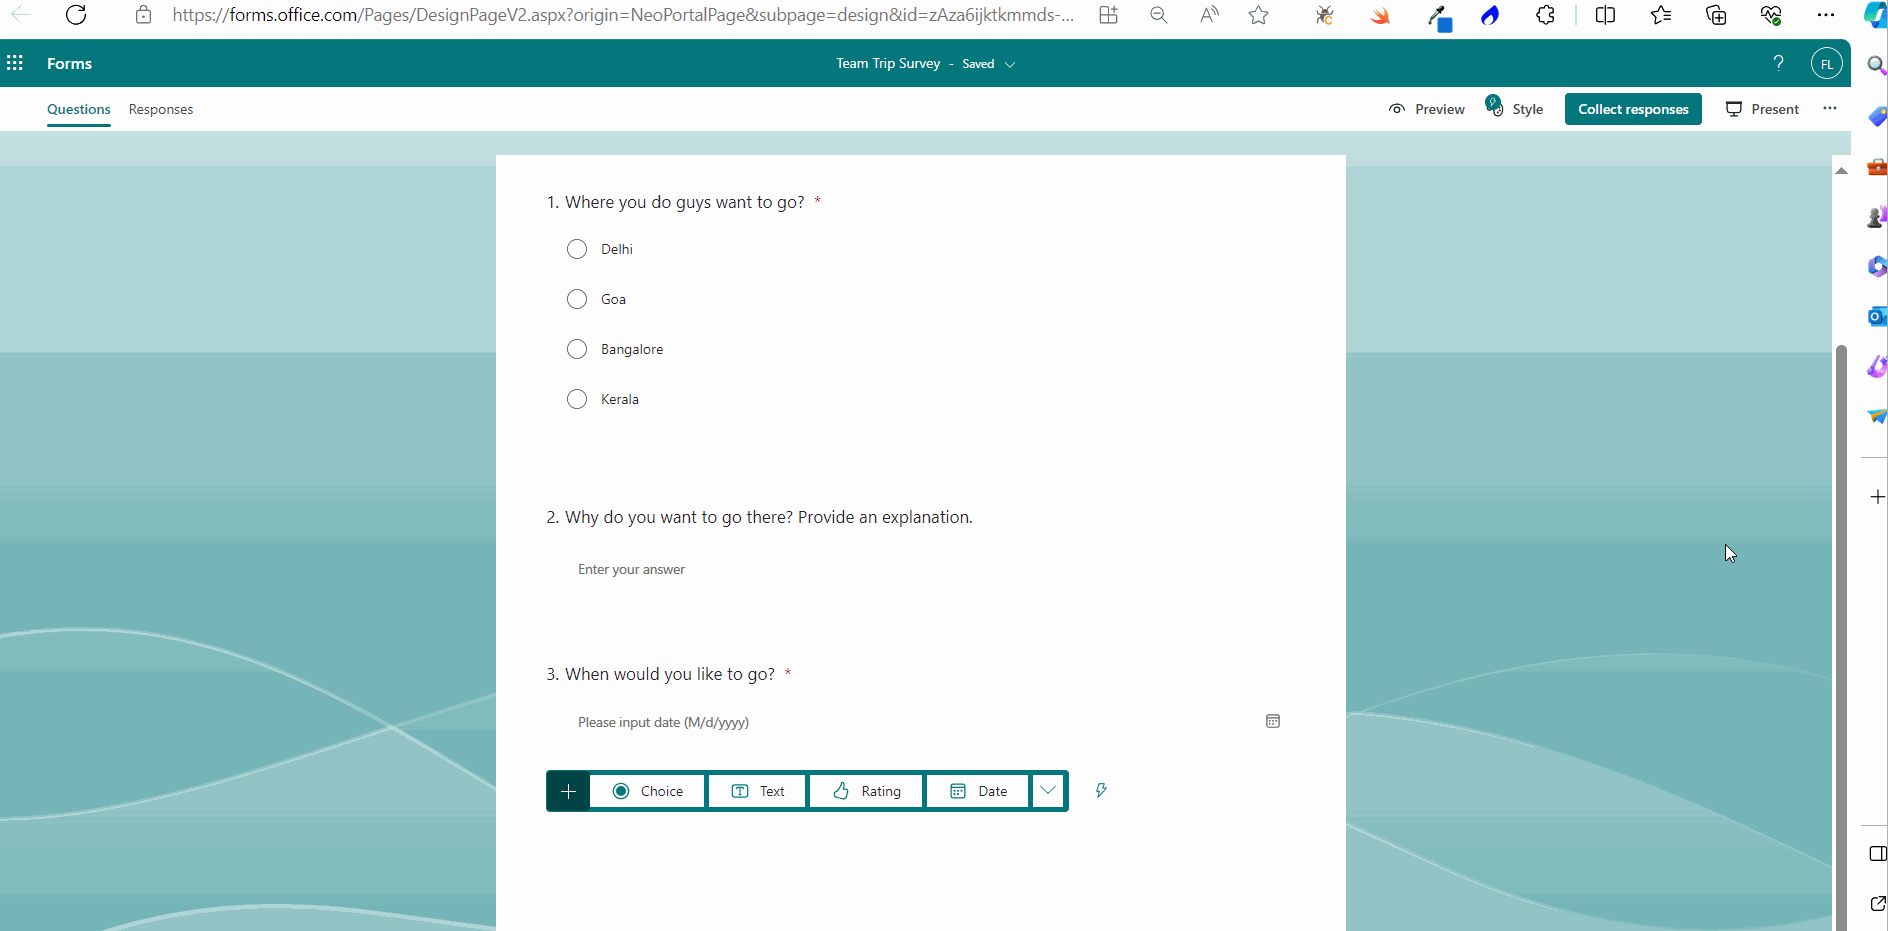 https://forms.office.com/Pages/DesignPageV2.aspx?origin=NeoPortalPage&subpage=design&id=zAza6ijktkmmds-...
Forms
Team Trip Survey - Saved
? FL
Questions Responses
Preview Style Collect responses Present ...
1. Where you do guys want to go? *
Delhi
Goa
Bangalore
Kerala
2. Why do you want to go there? Provide an explanation.
Enter your answer
3. When would you like to go? *
Please input date (M/d/yyyy)
+ Choice Text Rating Date